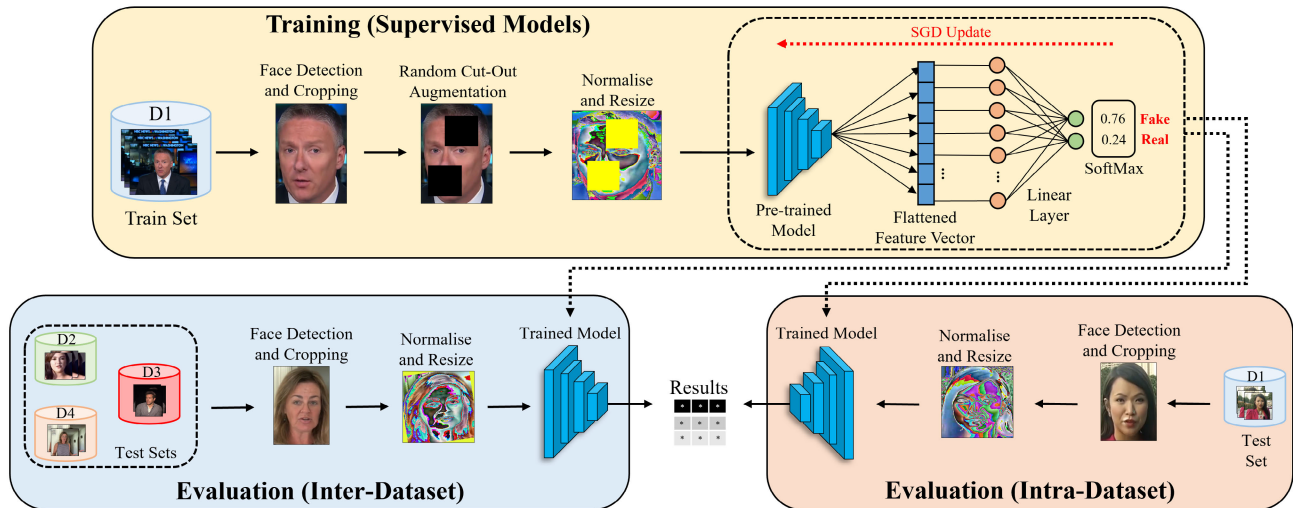 Training (Supervised Models)
SGD Update
D1
Face Detection
and Cropping
Random Cut-Out
Augmentation
Normalise
and Resize
0.76 Fake
0.24 Real
SoftMax
Train Set
Pre-trained
Model
Flattened
Feature Vector
Linear
Layer
D2
D3
D4
Test Sets
Face Detection
and Cropping
Normalise
and Resize
Trained Model
Evaluation (Inter-Dataset)
Results
Trained Model
Normalise
and Resize
Face Detection
and Cropping
D1
Test
Set
Evaluation (Intra-Dataset)